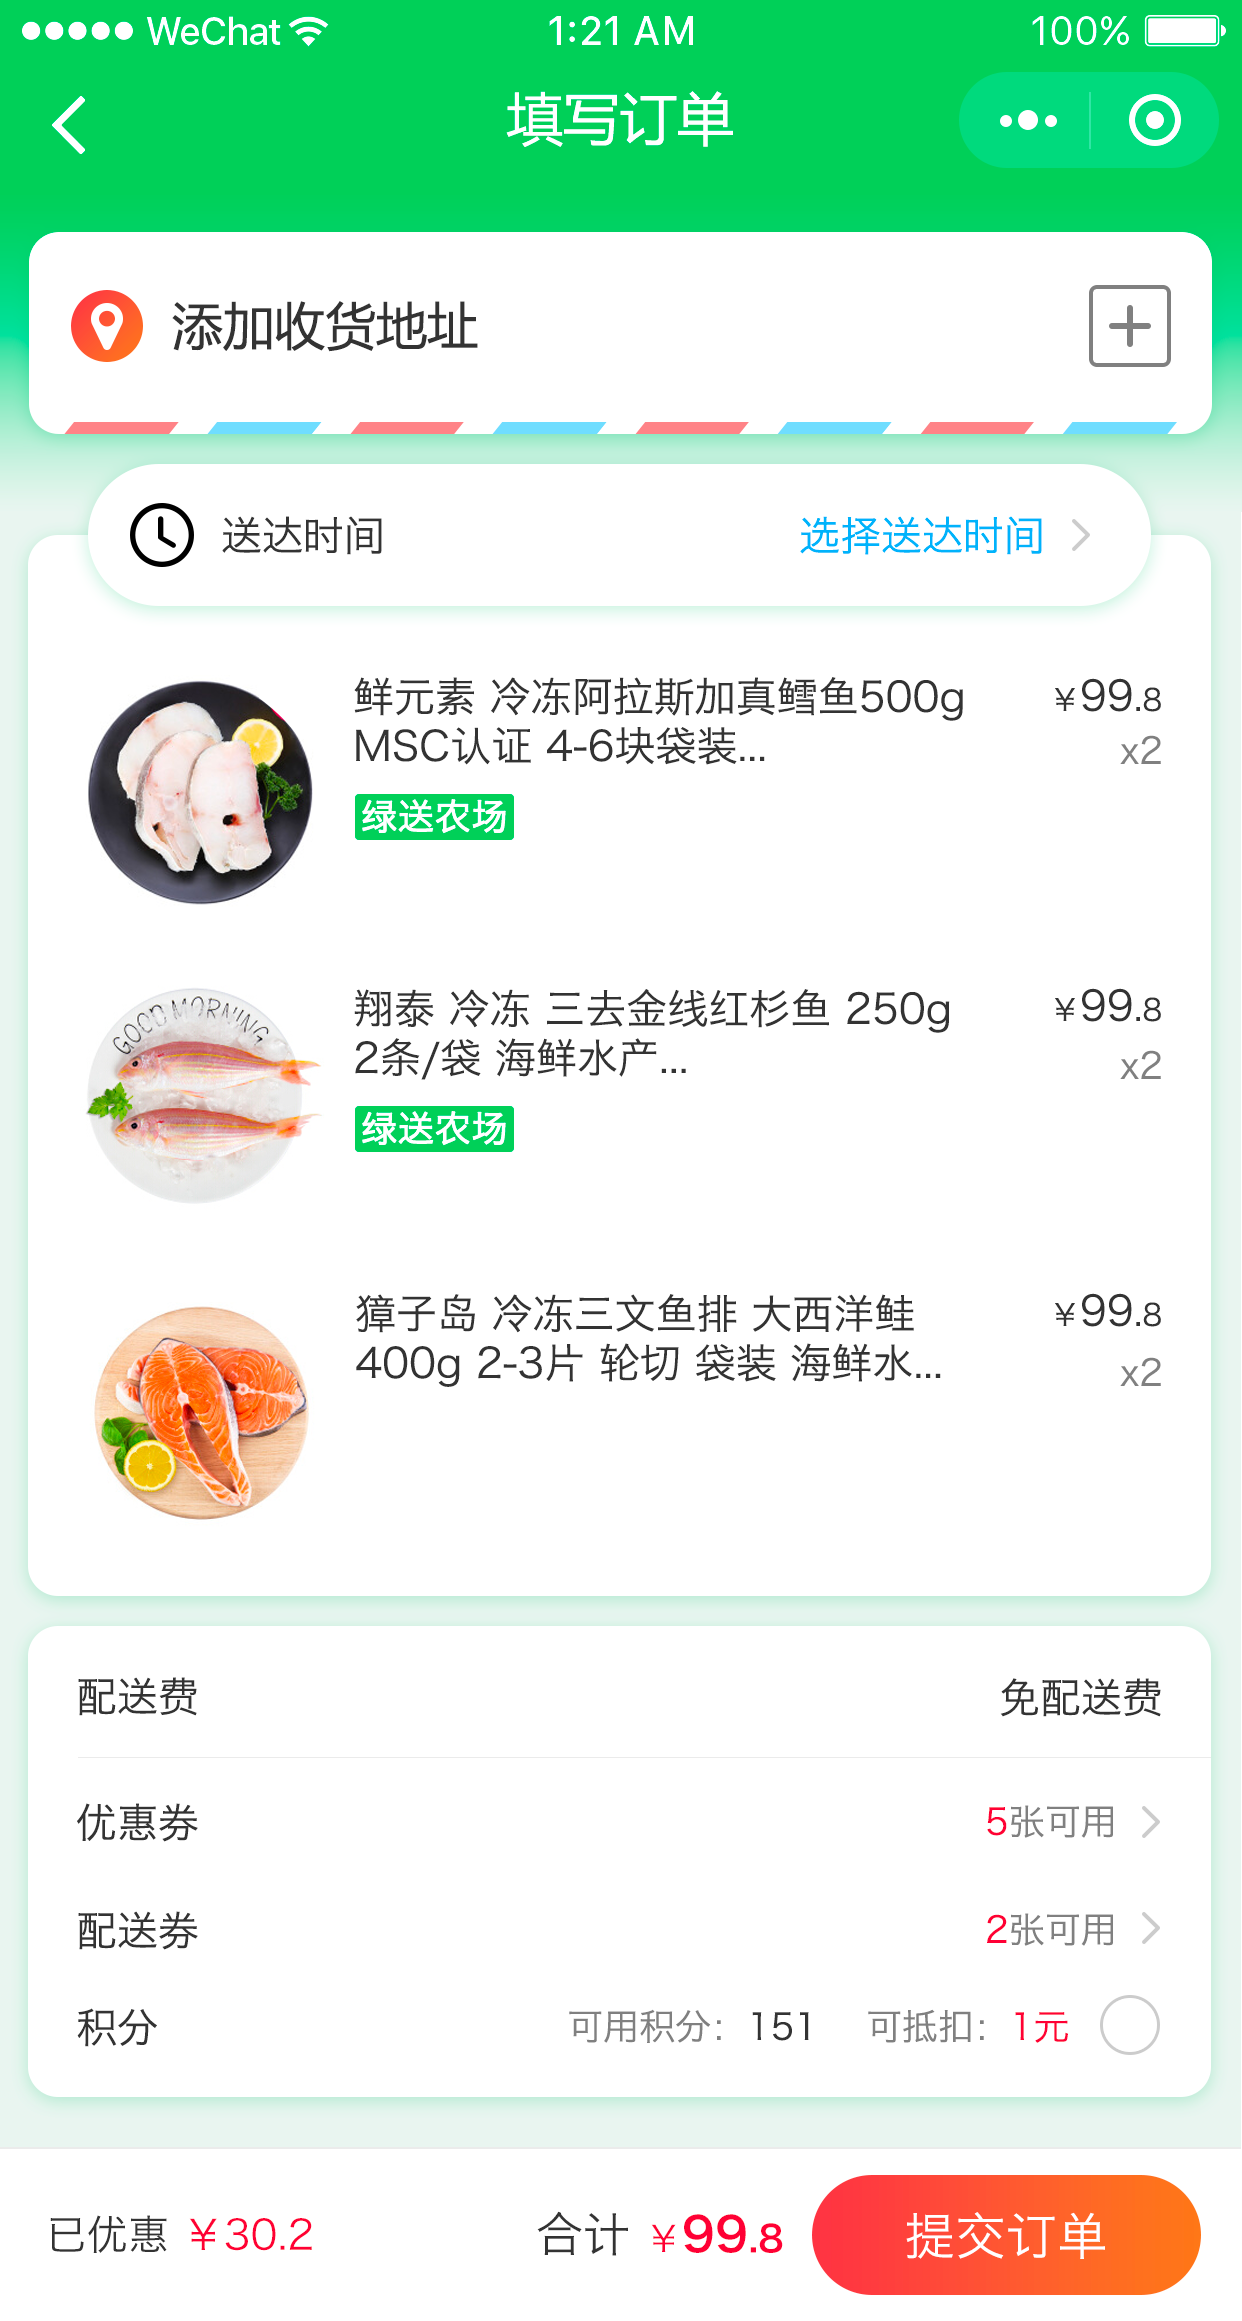 WeChat 1:21 AM 100%
填写订单
添加收货地址
送达时间 选择送达时间
鲜元素 冷冻阿拉斯加真鳕鱼500g ¥99.8
MSC认证 4-6块袋装... x2
绿送农场
GOOD MORNING
翔泰 冷冻 三去金线红杉鱼 250g ¥99.8
2条/袋 海鲜水产... x2
绿送农场
獐子岛 冷冻三文鱼排 大西洋鲑 ¥99.8
400g 2-3片 轮切 袋装 海鲜水... x2
配送费 免配送费
优惠券 5张可用
配送券 2张可用
积分 可用积分：151 可抵扣：1元
已优惠 ¥30.2 合计 ¥99.8 提交订单